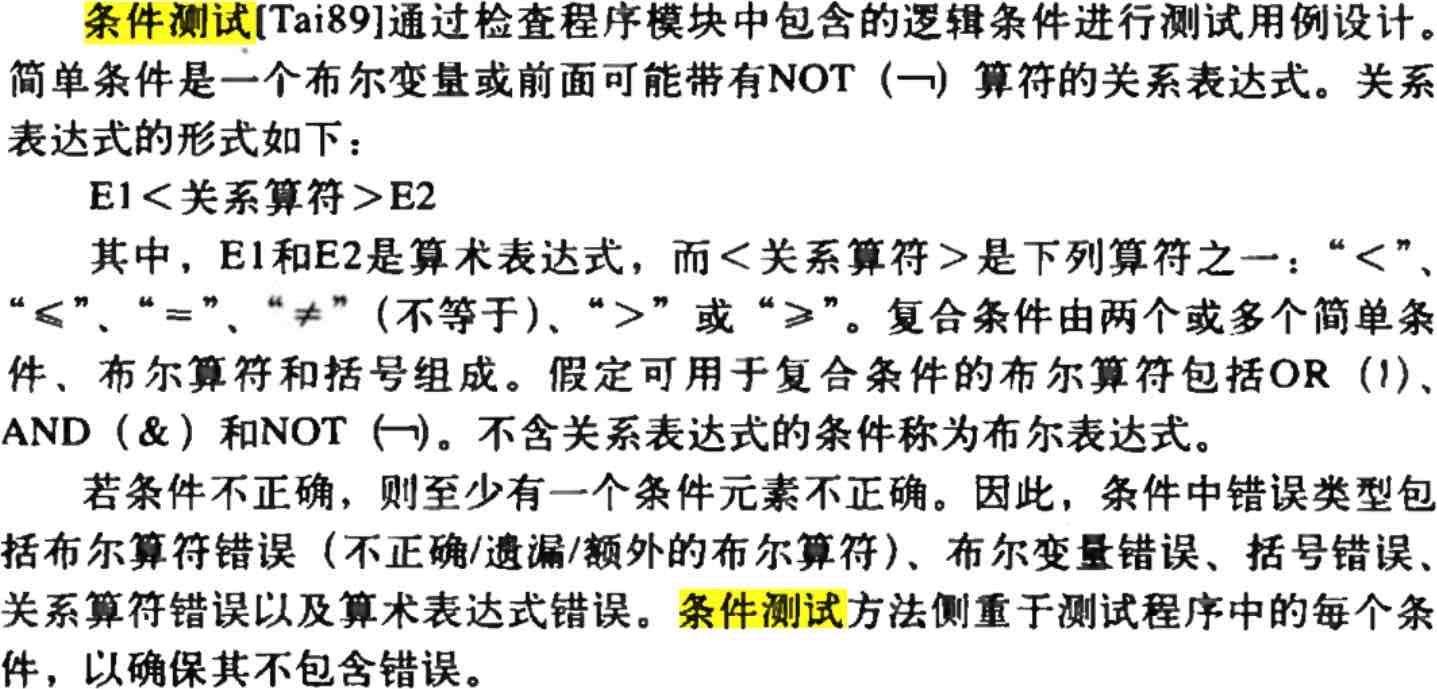 条件测试[Tai89]通过检查程序模块中包含的逻辑条件进行测试用例设计。
简单条件是一个布尔变量或前面可能带有NOT（¬）算符的关系表达式。关系
表达式的形式如下：
E1＜关系算符＞E2
其中，E1和E2是算术表达式，而＜关系算符＞是下列算符之一：“＜”、
“≤”、“＝”、“≠”（不等于）、“＞”或“≥”。复合条件由两个或多个简单条
件、布尔算符和括号组成。假定可用于复合条件的布尔算符包括OR（|）、
AND（&）和NOT（¬）。不含关系表达式的条件称为布尔表达式。
若条件不正确，则至少有一个条件元素不正确。因此，条件中错误类型包
括布尔算符错误（不正确/遗漏/额外的布尔算符）、布尔变量错误、括号错误、
关系算符错误以及算术表达式错误。条件测试方法侧重于测试程序中的每个条
件，以确保其不包含错误。